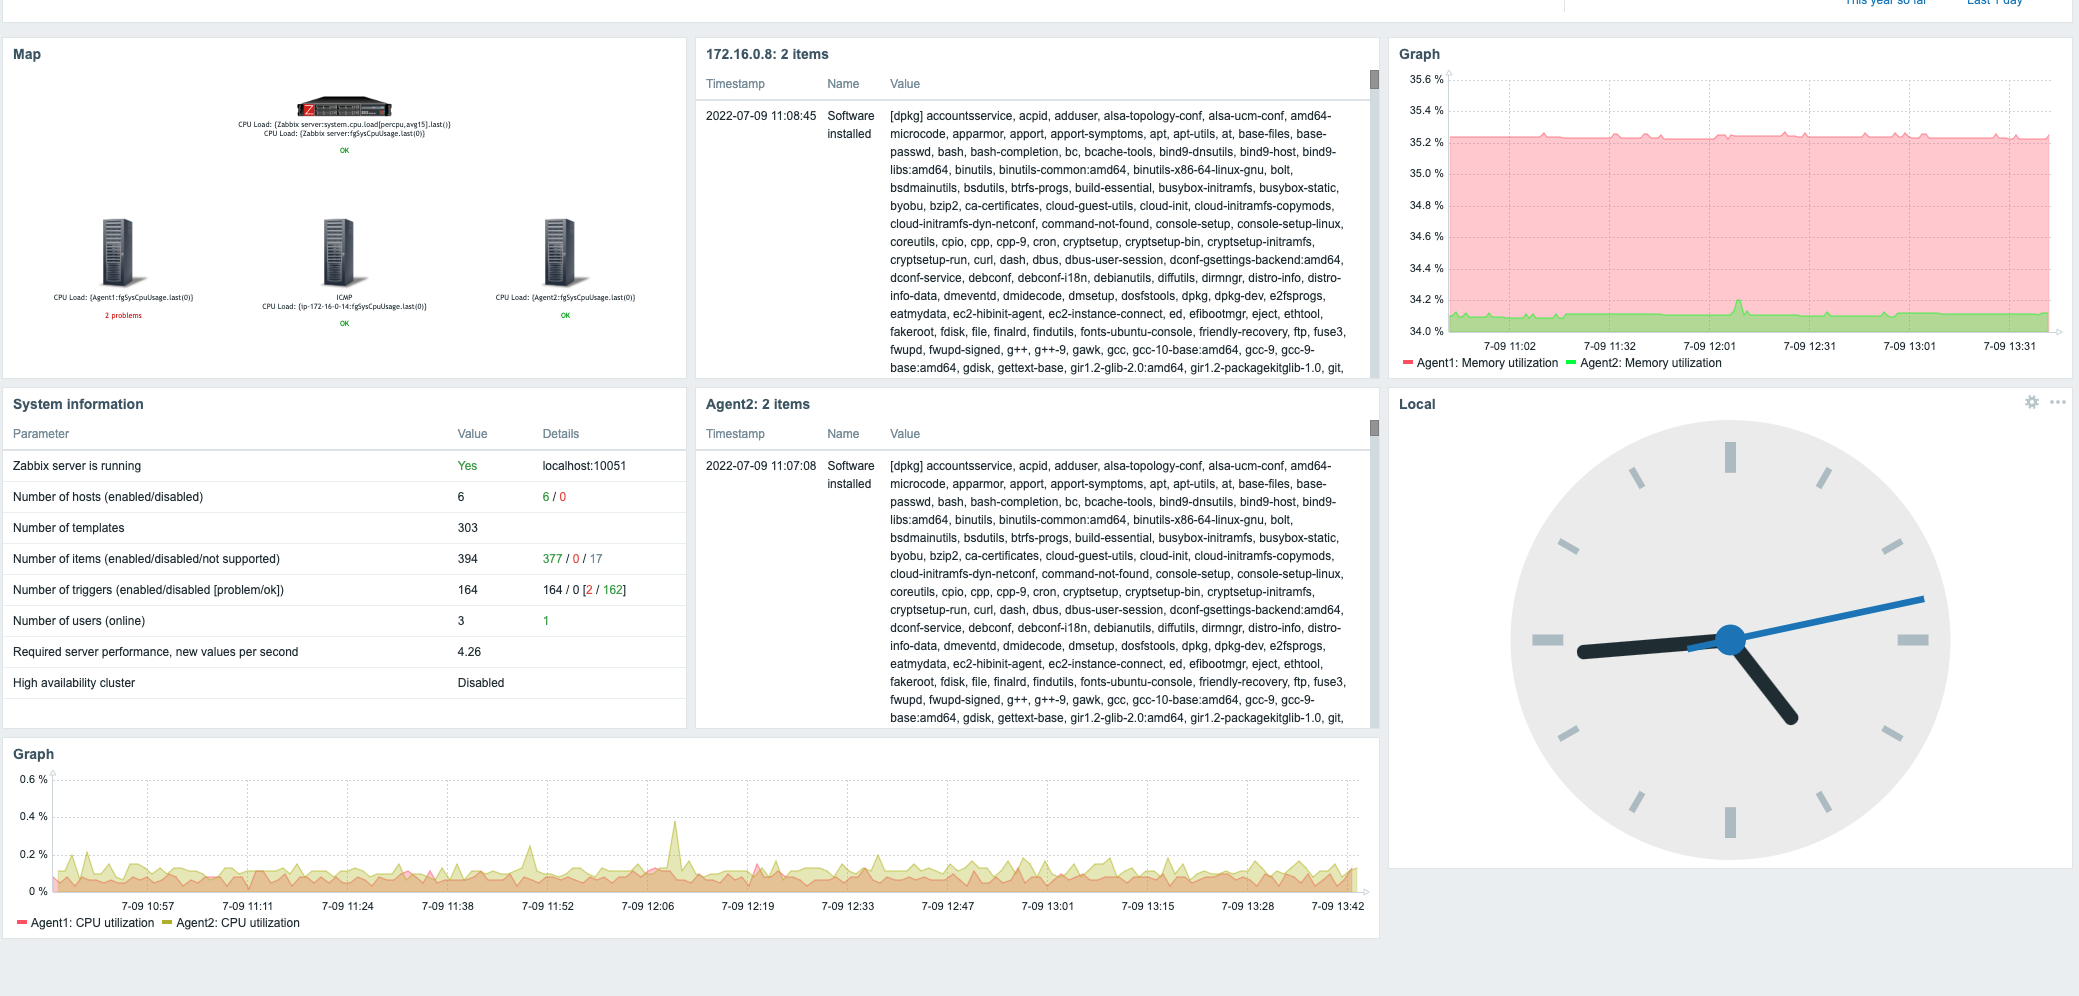 This year so far Last 1 day
Map
CPU Load: {Zabbix server:system.cpu.load[percpu,avg15].last()}
CPU Load: {Zabbix server:fgSysCpuUsage.last(0)}
OK
CPU Load: {Agent1:fgSysCpuUsage.last(0)}
2 problems
ICMP
CPU Load: {ip-172-16-0-14:fgSysCpuUsage.last(0)}
OK
CPU Load: {Agent2:fgSysCpuUsage.last(0)}
OK
172.16.0.8: 2 items
Timestamp Name Value
2022-07-09 11:08:45 Software installed
[dpkg] accountsservice, acpid, adduser, alsa-topology-conf, alsa-ucm-conf, amd64-
microcode, apparmor, apport, apport-symptoms, apt, apt-utils, at, base-files, base-
passwd, bash, bash-completion, bc, bcache-tools, bind9-dnsutils, bind9-host, bind9-
libs:amd64, binutils, binutils-common:amd64, binutils-x86-64-linux-gnu, bolt,
bsdmainutils, bsdutils, btrfs-progs, build-essential, busybox-initramfs, busybox-static,
byobu, bzip2, ca-certificates, cloud-guest-utils, cloud-init, cloud-initramfs-copymods,
cloud-initramfs-dyn-netconf, command-not-found, console-setup, console-setup-linux,
coreutils, cpio, cpp, cpp-9, cron, cryptsetup, cryptsetup-bin, cryptsetup-initramfs,
cryptsetup-run, curl, dash, dbus, dbus-user-session, dconf-gsettings-backend:amd64,
dconf-service, debconf, debconf-i18n, debianutils, diffutils, dirmngr, distro-info, distro-
info-data, dmeventd, dmidecode, dmsetup, dosfstools, dpkg, dpkg-dev, e2fsprogs,
eatmydata, ec2-hibinit-agent, ec2-instance-connect, ed, efibootmgr, eject, ethtool,
fakeroot, fdisk, file, finalrd, findutils, fonts-ubuntu-console, friendly-recovery, ftp, fuse3,
fwupd, fwupd-signed, g++, g++-9, gawk, gcc, gcc-10-base:amd64, gcc-9, gcc-9-
base:amd64, gdisk, gettext-base, gir1.2-glib-2.0:amd64, gir1.2-packagekitglib-1.0, git,
Graph
35.6 %
35.4 %
35.2 %
35.0 %
34.8 %
34.6 %
34.4 %
34.2 %
34.0 %
7-09 11:02 7-09 11:32 7-09 12:01 7-09 12:31 7-09 13:01 7-09 13:31
Agent1: Memory utilization Agent2: Memory utilization
System information
Parameter Value Details
Zabbix server is running Yes localhost:10051
Number of hosts (enabled/disabled) 6 6 / 0
Number of templates 303
Number of items (enabled/disabled/not supported) 394 377 / 0 / 17
Number of triggers (enabled/disabled [problem/ok]) 164 164 / 0 [2 / 162]
Number of users (online) 3 1
Required server performance, new values per second 4.26
High availability cluster Disabled
Agent2: 2 items
Timestamp Name Value
2022-07-09 11:07:08 Software installed
[dpkg] accountsservice, acpid, adduser, alsa-topology-conf, alsa-ucm-conf, amd64-
microcode, apparmor, apport, apport-symptoms, apt, apt-utils, at, base-files, base-
passwd, bash, bash-completion, bc, bcache-tools, bind9-dnsutils, bind9-host, bind9-
libs:amd64, binutils, binutils-common:amd64, binutils-x86-64-linux-gnu, bolt,
bsdmainutils, bsdutils, btrfs-progs, build-essential, busybox-initramfs, busybox-static,
byobu, bzip2, ca-certificates, cloud-guest-utils, cloud-init, cloud-initramfs-copymods,
cloud-initramfs-dyn-netconf, command-not-found, console-setup, console-setup-linux,
coreutils, cpio, cpp, cpp-9, cron, cryptsetup, cryptsetup-bin, cryptsetup-initramfs,
cryptsetup-run, curl, dash, dbus, dbus-user-session, dconf-gsettings-backend:amd64,
dconf-service, debconf, debconf-i18n, debianutils, diffutils, dirmngr, distro-info, distro-
info-data, dmeventd, dmidecode, dmsetup, dosfstools, dpkg, dpkg-dev, e2fsprogs,
eatmydata, ec2-hibinit-agent, ec2-instance-connect, ed, efibootmgr, eject, ethtool,
fakeroot, fdisk, file, finalrd, findutils, fonts-ubuntu-console, friendly-recovery, ftp, fuse3,
fwupd, fwupd-signed, g++, g++-9, gawk, gcc, gcc-10-base:amd64, gcc-9, gcc-9-
base:amd64, gdisk, gettext-base, gir1.2-glib-2.0:amd64, gir1.2-packagekitglib-1.0, git,
Local
Graph
0.6 %
0.4 %
0.2 %
0 %
7-09 10:57 7-09 11:11 7-09 11:24 7-09 11:38 7-09 11:52 7-09 12:06 7-09 12:19 7-09 12:33 7-09 12:47 7-09 13:01 7-09 13:15 7-09 13:28 7-09 13:42
Agent1: CPU utilization Agent2: CPU utilization